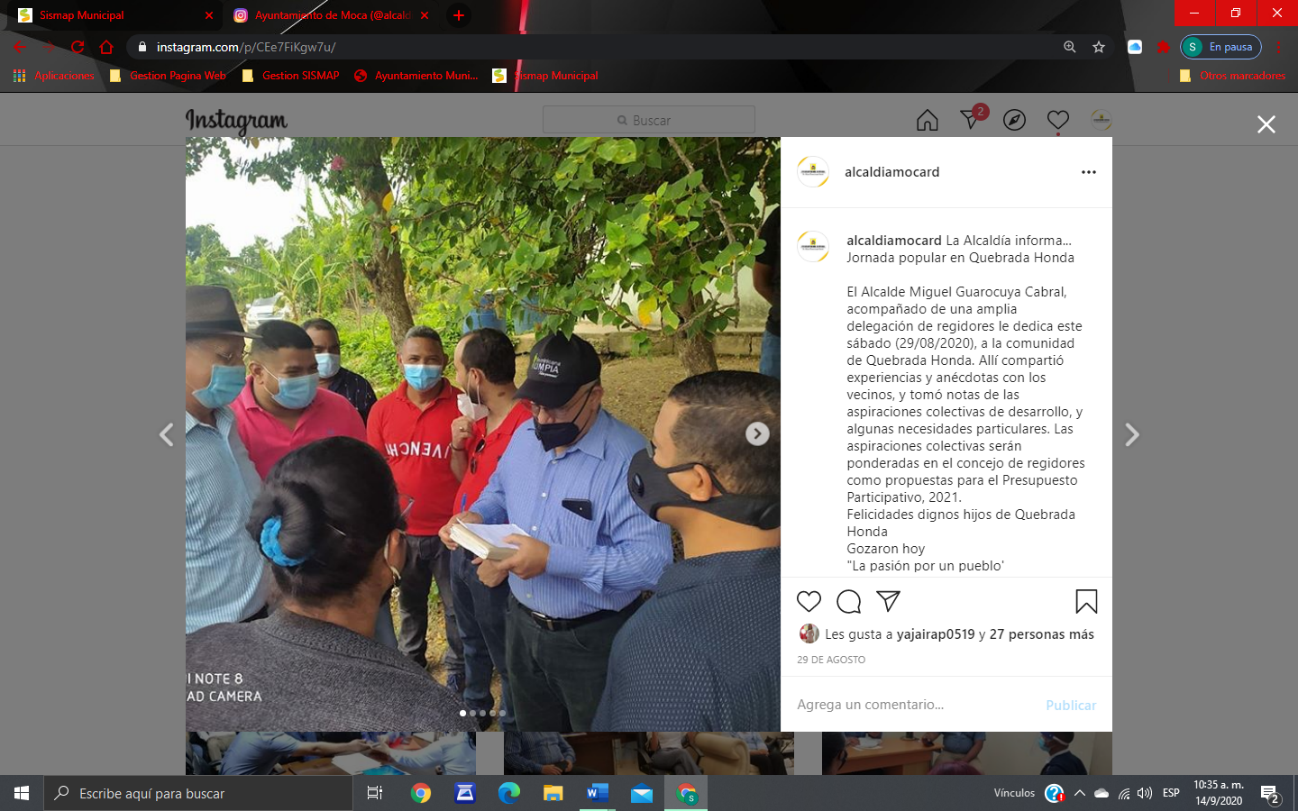 Sismap Municipal
Ayuntamiento de Moca (@alcald
instagram.com/p/CEe7FiKgw7u/
S
En pausa
Aplicaciones
Gestion Pagina Web
Gestion SISMAP
Ayuntamiento Muni...
Sismap Municipal
Otros marcadores
Instagram
Buscar
2
alcaldiamocard
alcaldiamocard La Alcaldía informa...
Jornada popular en Quebrada Honda
El Alcalde Miguel Guarocuya Cabral,
acompañado de una amplia
delegación de regidores le dedica este
sábado (29/08/2020), a la comunidad
de Quebrada Honda. Allí compartió
experiencias y anécdotas con los
vecinos, y tomó notas de las
aspiraciones colectivas de desarrollo, y
algunas necesidades particulares. Las
aspiraciones colectivas serán
ponderadas en el concejo de regidores
como propuestas para el Presupuesto
Participativo, 2021.
Felicidades dignos hijos de Quebrada
Honda
Gozaron hoy
"La pasión por un pueblo'
UMPIA
IVENCH
I NOTE 8
AD CAMERA
Les gusta a yajairap0519 y 27 personas más
29 DE AGOSTO
Agrega un comentario...
Publicar
Escribe aquí para buscar
Vínculos
ESP
10:35 a. m.
14/9/2020
2